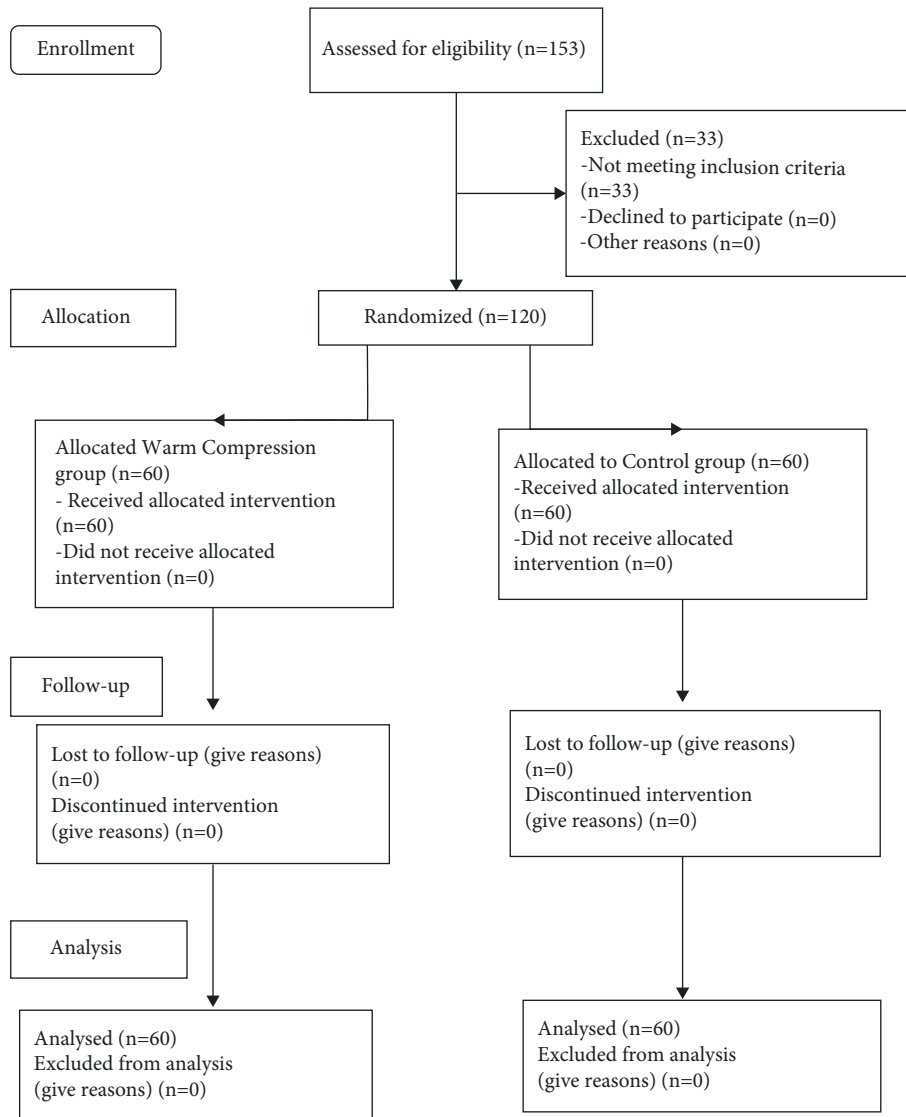 Enrollment
Assessed for eligibility (n=153)
Excluded (n=33)
-Not meeting inclusion criteria
(n=33)
-Declined to participate (n=0)
-Other reasons (n=0)
Allocation
Randomized (n=120)
Allocated Warm Compression
group (n=60)
- Received allocated intervention
(n=60)
-Did not receive allocated
intervention (n=0)
Allocated to Control group (n=60)
-Received allocated intervention
(n=60)
-Did not receive allocated
intervention (n=0)
Follow-up
Lost to follow-up (give reasons)
(n=0)
Discontinued intervention
(give reasons) (n=0)
Lost to follow-up (give reasons)
(n=0)
Discontinued intervention
(give reasons) (n=0)
Analysis
Analysed (n=60)
Excluded from analysis
(give reasons) (n=0)
Analysed (n=60)
Excluded from analysis
(give reasons) (n=0)